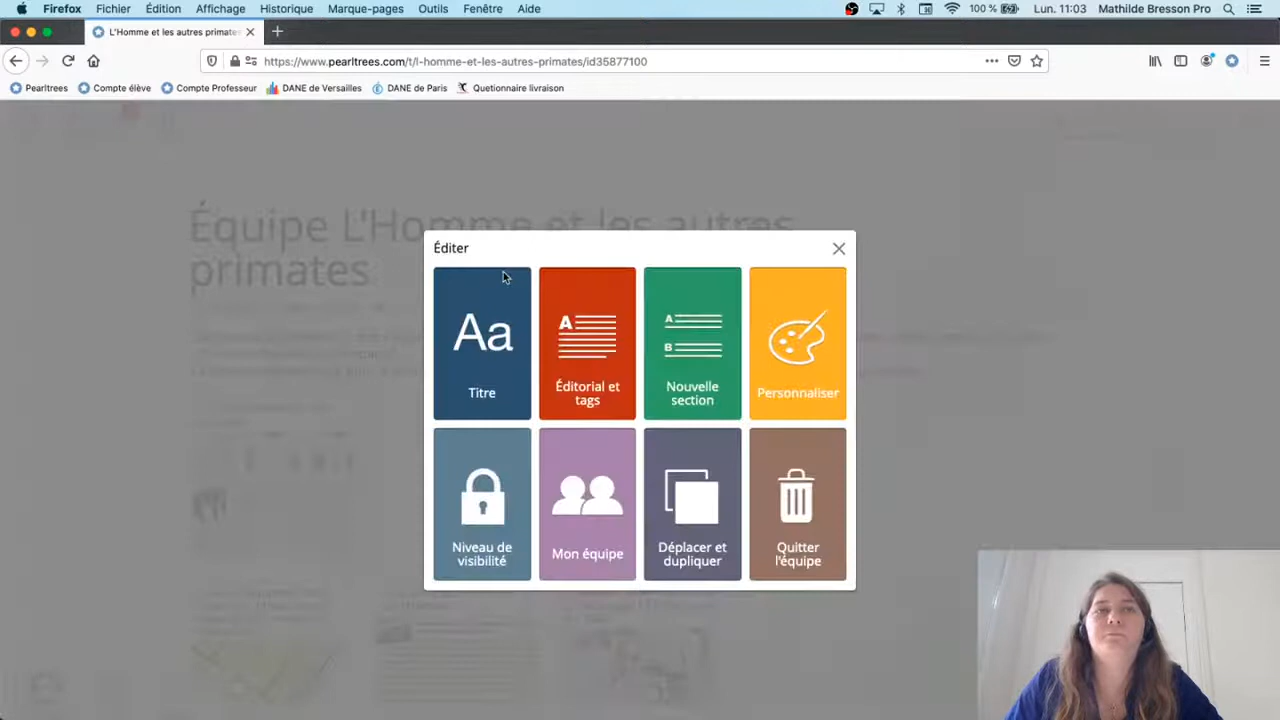 Firefox Fichier Édition Affichage Historique Marque-pages Outils Fenêtre Aide 100 % Lun. 11:03 Mathilde Bresson Pro
L'Homme et les autres primates
https://www.pearltrees.com/t/l-homme-et-les-autres-primates/id35877100
Pearltrees Compte élève Compte Professeur DANE de Versailles DANE de Paris Quetionnaire livraison
Équipe L'Homme et les autres
primates
Éditer
Aa
Titre
A
Éditorial et
tags
A
B
Nouvelle
section
Personnaliser
Niveau de
visibilité
Mon équipe
Déplacer et
dupliquer
Quitter
l'équipe